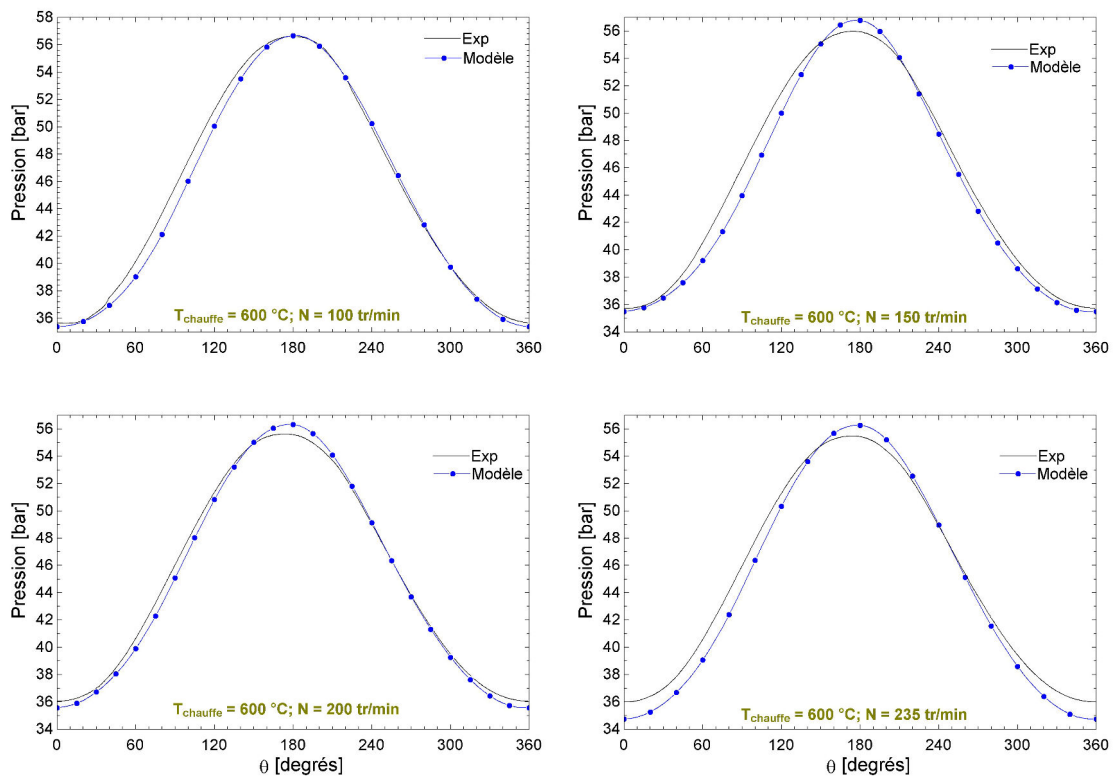 58
56
54
52
50
48
46
44
42
40
38
36
Pression [bar]
Exp
Modèle
T_chauffe = 600 °C; N = 100 tr/min
0 60 120 180 240 300 360
56
54
52
50
48
46
44
42
40
38
36
34
Pression [bar]
Exp
Modèle
T_chauffe = 600 °C; N = 150 tr/min
0 60 120 180 240 300 360
56
54
52
50
48
46
44
42
40
38
36
34
Pression [bar]
Exp
Modèle
T_chauffe = 600 °C; N = 200 tr/min
0 60 120 180 240 300 360
θ [degrés]
56
54
52
50
48
46
44
42
40
38
36
34
Pression [bar]
Exp
Modèle
T_chauffe = 600 °C; N = 235 tr/min
0 60 120 180 240 300 360
θ [degrés]